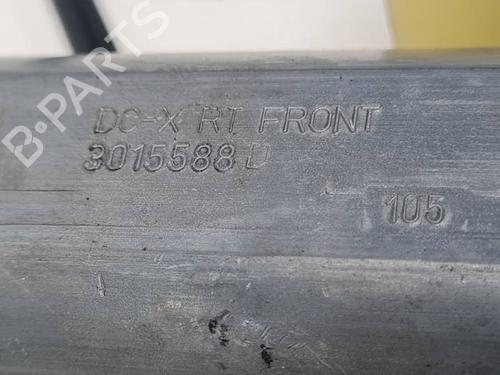 DC-X RT FRONT
3015588 D
105
B-PARTS